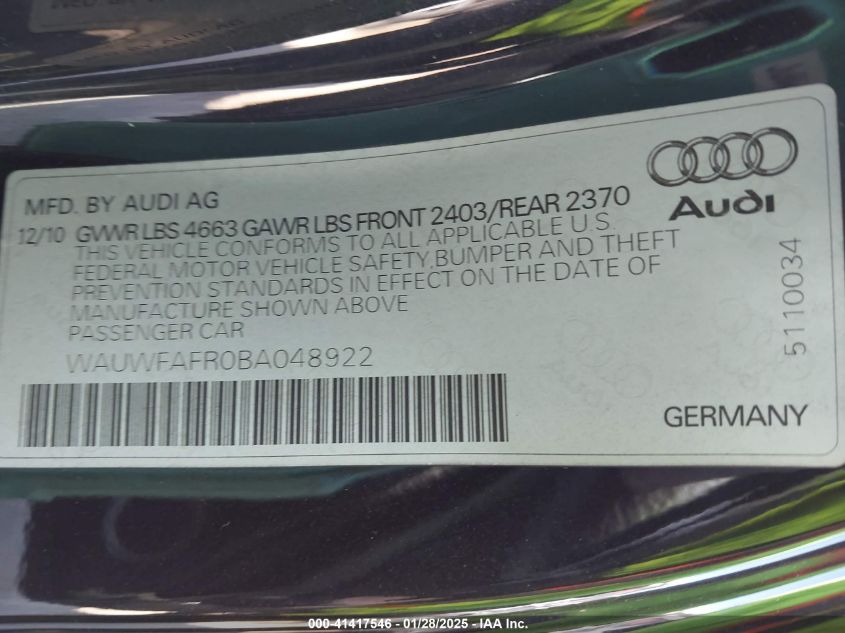 MFD. BY AUDI AG
12/10 GVWR LBS 4663 GAWR LBS FRONT 2403/REAR 2370
THIS VEHICLE CONFORMS TO ALL APPLICABLE U.S.
FEDERAL MOTOR VEHICLE SAFETY,BUMPER AND THEFT
PREVENTION STANDARDS IN EFFECT ON THE DATE OF
MANUFACTURE SHOWN ABOVE
PASSENGER CAR
WAUWFAFR0BA048922
Audi
5110034
GERMANY
000-41417546 - 01/28/2025 - IAA Inc.